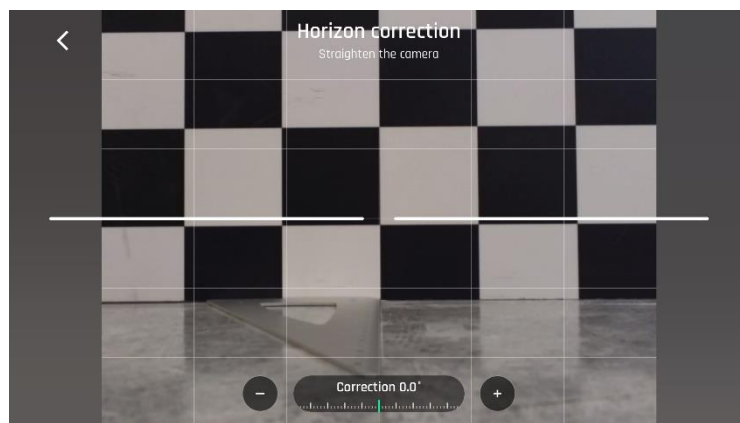 Horizon correction
Straighten the camera
Correction 0.0°